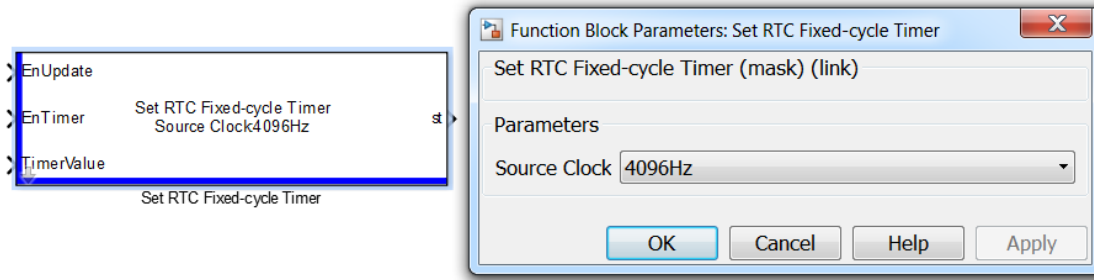 EnUpdate
EnTimer
TimerValue
Set RTC Fixed-cycle Timer
Source Clock4096Hz
st
Set RTC Fixed-cycle Timer
Function Block Parameters: Set RTC Fixed-cycle Timer
X
Set RTC Fixed-cycle Timer (mask) (link)
Parameters
Source Clock 4096Hz
OK Cancel Help Apply